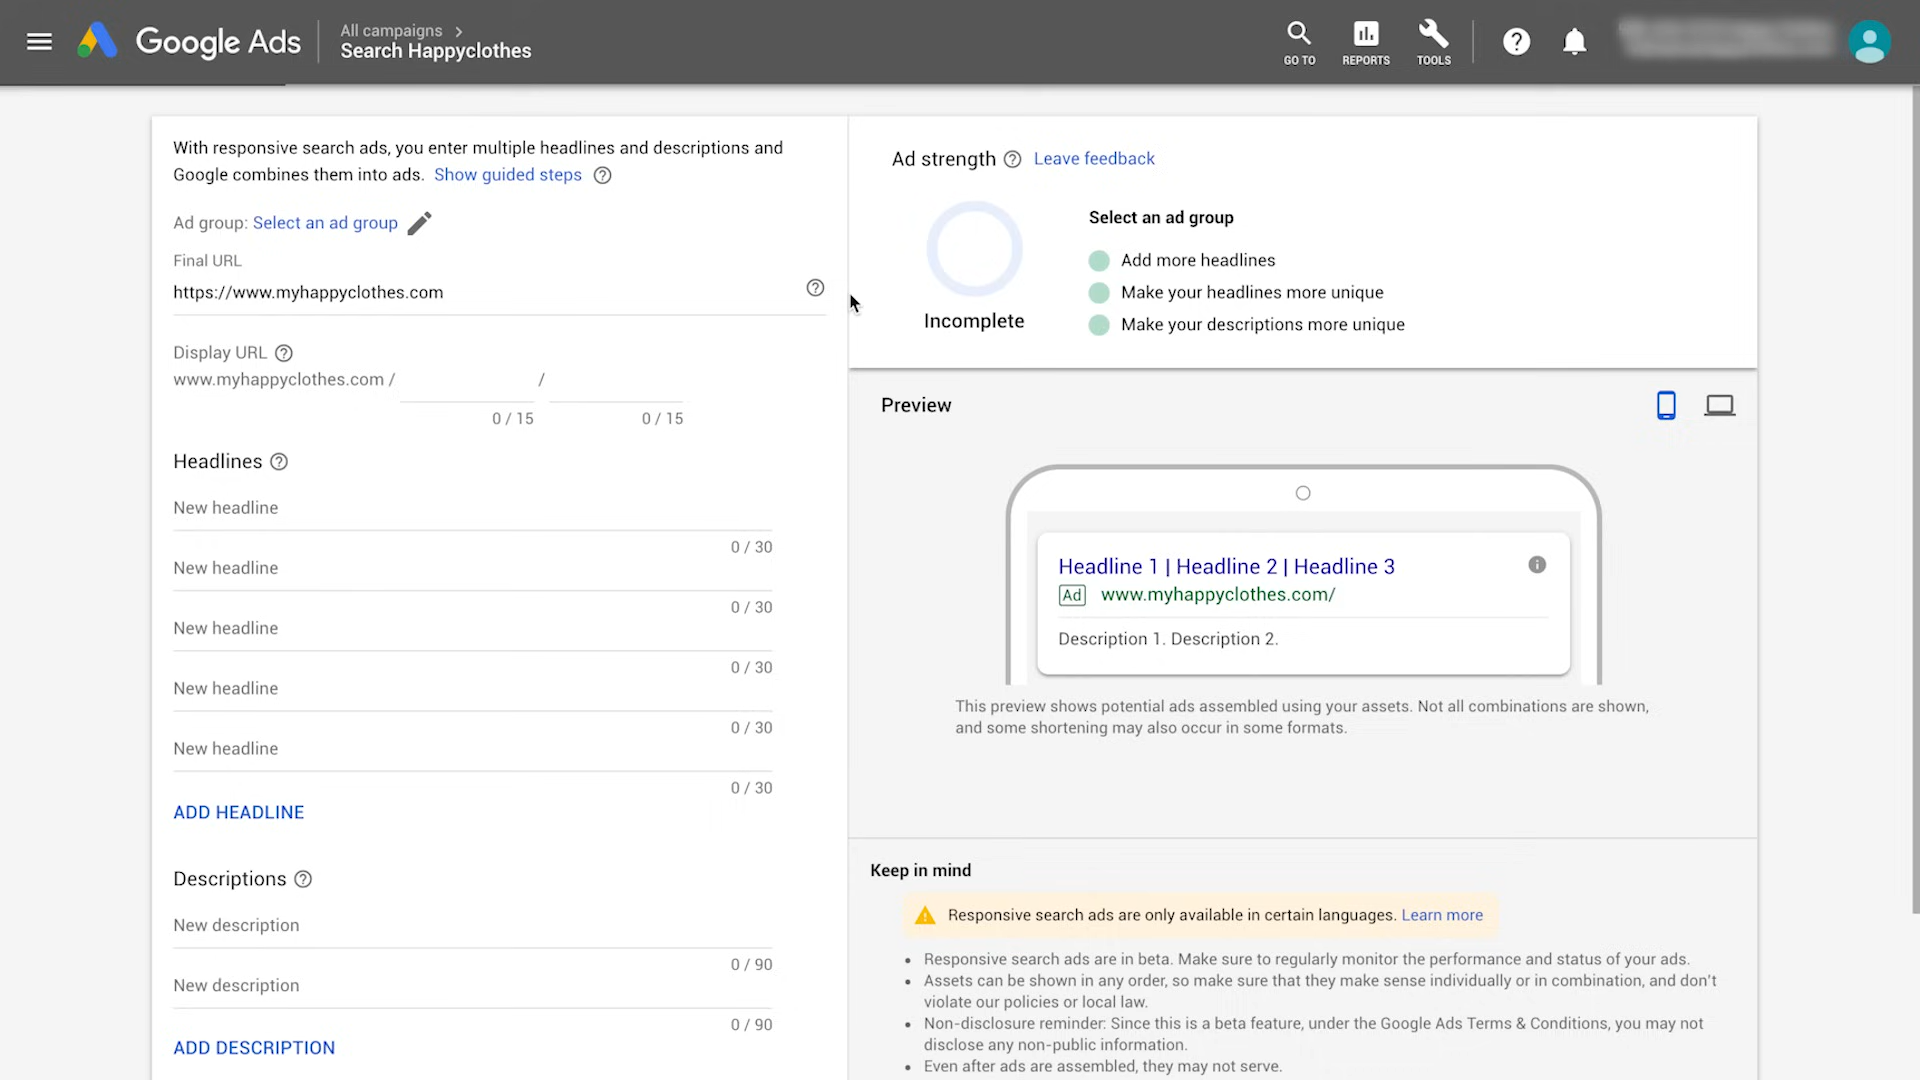 Google Ads
All campaigns
Search Happyclothes
GO TO
REPORTS
TOOLS
With responsive search ads, you enter multiple headlines and descriptions and
Google combines them into ads. Show guided steps
Ad group: Select an ad group
Final URL
https://www.myhappyclothes.com
Display URL
www.myhappyclothes.com /
/
0 / 15
0 / 15
Headlines
New headline
0 / 30
New headline
0 / 30
New headline
0 / 30
New headline
0 / 30
New headline
0 / 30
ADD HEADLINE
Descriptions
New description
0 / 90
New description
0 / 90
ADD DESCRIPTION
Ad strength
Leave feedback
Incomplete
Select an ad group
Add more headlines
Make your headlines more unique
Make your descriptions more unique
Preview
Headline 1 | Headline 2 | Headline 3
Ad www.myhappyclothes.com/
Description 1. Description 2.
This preview shows potential ads assembled using your assets. Not all combinations are shown,
and some shortening may also occur in some formats.
Keep in mind
Responsive search ads are only available in certain languages. Learn more
• Responsive search ads are in beta. Make sure to regularly monitor the performance and status of your ads.
• Assets can be shown in any order, so make sure that they make sense individually or in combination, and don't
violate our policies or local law.
• Non-disclosure reminder: Since this is a beta feature, under the Google Ads Terms & Conditions, you may not
disclose any non-public information.
• Even after ads are assembled, they may not serve.